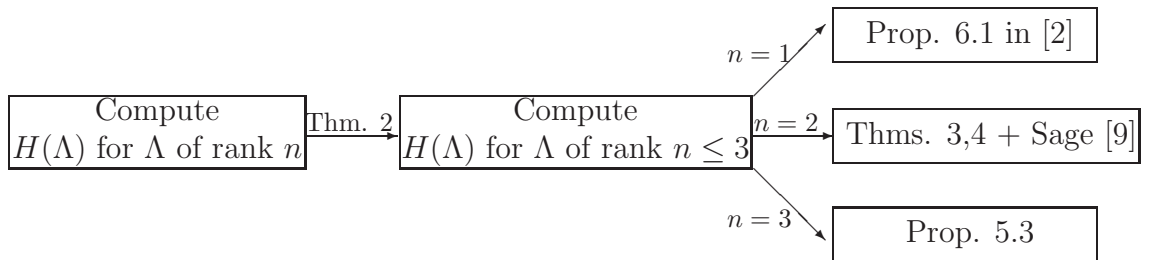 Compute
H(Λ) for Λ of rank n
Thm. 2
Compute
H(Λ) for Λ of rank n ≤ 3
n = 1
Prop. 6.1 in [2]
n = 2
Thms. 3,4 + Sage [9]
n = 3
Prop. 5.3